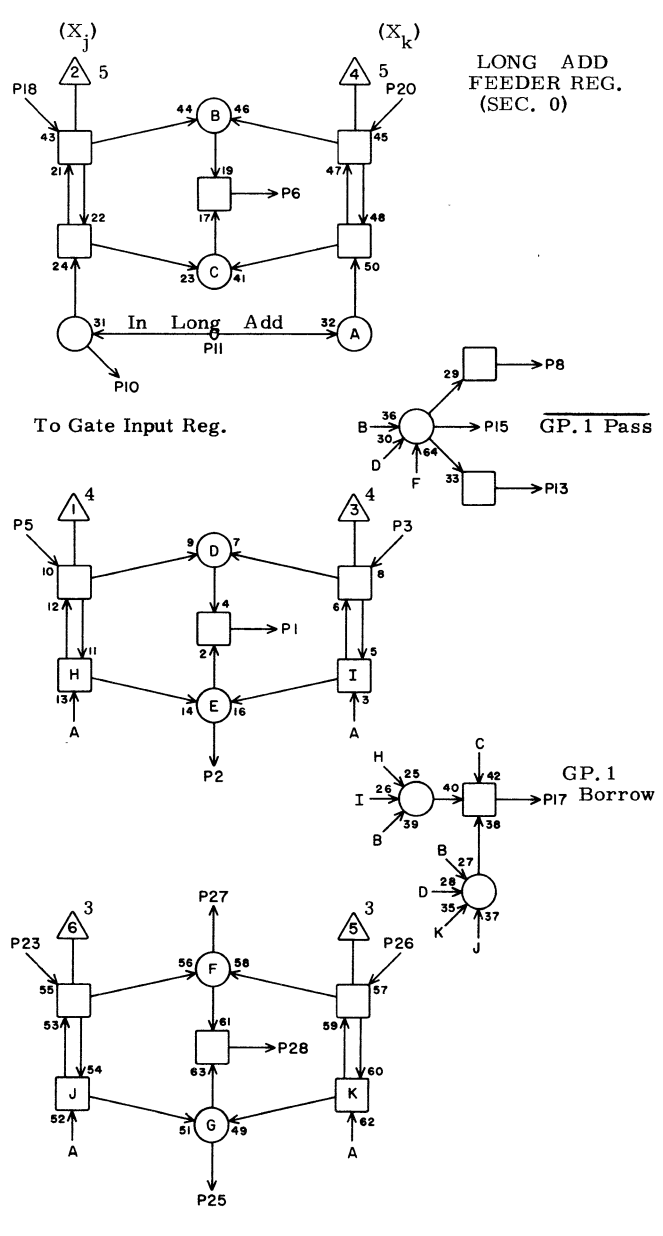 (Xj) (Xk)
LONG ADD
FEEDER REG.
(SEC. 0)
2 5 4 5
P18 P20
43 44 B 46 45
21 19 47
P6
22 17 48
24 23 C 41 50
31 In Long Add 32 A
P11
P10
29 P8
To Gate Input Reg.
B 36 P15 GP. 1 Pass
30 64
D F 33 P13
1 4 3 4
P5 P3
10 9 D 7 8
12 4 6
P1
11 2 5
H I
13 14 E 16 3
A A
P2
H C GP. 1
25 42 Borrow
I 26 40 P17
39 38
B
B 27
D 28
35 37
K J
P27
6 3 5 3
P23 P26
55 56 F 58 57
53 61 59
P28
54 63 60
J K
52 51 G 49 62
A A
P25